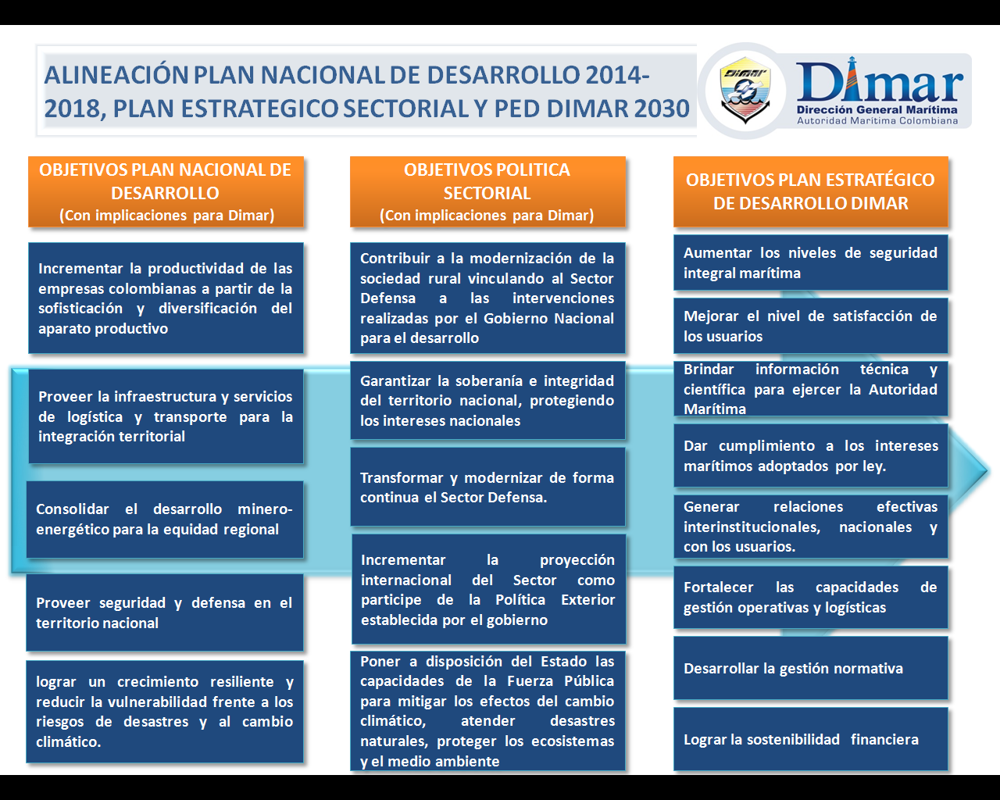 ALINEACIÓN PLAN NACIONAL DE DESARROLLO 2014-
2018, PLAN ESTRATEGICO SECTORIAL Y PED DIMAR 2030
DIMAR
Dimar
Dirección General Marítima
Autoridad Marítima Colombiana
OBJETIVOS PLAN NACIONAL DE
DESARROLLO
(Con implicaciones para Dimar)
Incrementar la productividad de las
empresas colombianas a partir de la
sofisticación y diversificación del
aparato productivo
Proveer la infraestructura y servicios
de logística y transporte para la
integración territorial
Consolidar el desarrollo minero-
energético para la equidad regional
Proveer seguridad y defensa en el
territorio nacional
lograr un crecimiento resiliente y
reducir la vulnerabilidad frente a los
riesgos de desastres y al cambio
climático.
OBJETIVOS POLITICA
SECTORIAL
(Con implicaciones para Dimar)
Contribuir a la modernización de la
sociedad rural vinculando al Sector
Defensa a las intervenciones
realizadas por el Gobierno Nacional
para el desarrollo
Garantizar la soberanía e integridad
del territorio nacional, protegiendo
los intereses nacionales
Transformar y modernizar de forma
continua el Sector Defensa.
Incrementar la proyección
internacional del Sector como
participe de la Política Exterior
establecida por el gobierno
Poner a disposición del Estado las
capacidades de la Fuerza Pública
para mitigar los efectos del cambio
climático, atender desastres
naturales, proteger los ecosistemas
y el medio ambiente
OBJETIVOS PLAN ESTRATÉGICO
DE DESARROLLO DIMAR
Aumentar los niveles de seguridad
integral marítima
Mejorar el nivel de satisfacción de
los usuarios
Brindar información técnica y
científica para ejercer la Autoridad
Marítima
Dar cumplimiento a los intereses
marítimos adoptados por ley.
Generar relaciones efectivas
interinstitucionales, nacionales y
con los usuarios.
Fortalecer las capacidades de
gestión operativas y logísticas
Desarrollar la gestión normativa
Lograr la sostenibilidad financiera